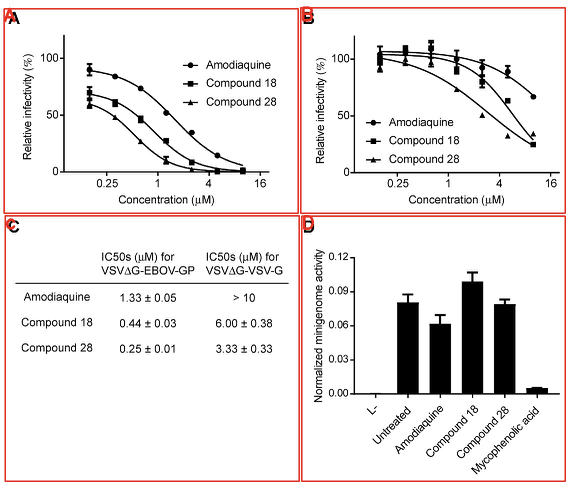 A
Relative infectivity (%)
100
50
0
Amodiaquine
Compound 18
Compound 28
0.25 1 4 16
Concentration (μM)
B
Relative infectivity (%)
100
50
0
Amodiaquine
Compound 18
Compound 28
0.25 1 4 16
Concentration (μM)
C
IC50s (μM) for IC50s (μM) for
VSVΔG-EBOV-GP VSVΔG-VSV-G
Amodiaquine 1.33 ± 0.05 > 10
Compound 18 0.44 ± 0.03 6.00 ± 0.38
Compound 28 0.25 ± 0.01 3.33 ± 0.33
D
Normalized minigenome activity
0.12
0.09
0.06
0.03
0.00
L-
Untreated
Amodiaquine
Compound 18
Compound 28
Mycophenolic acid